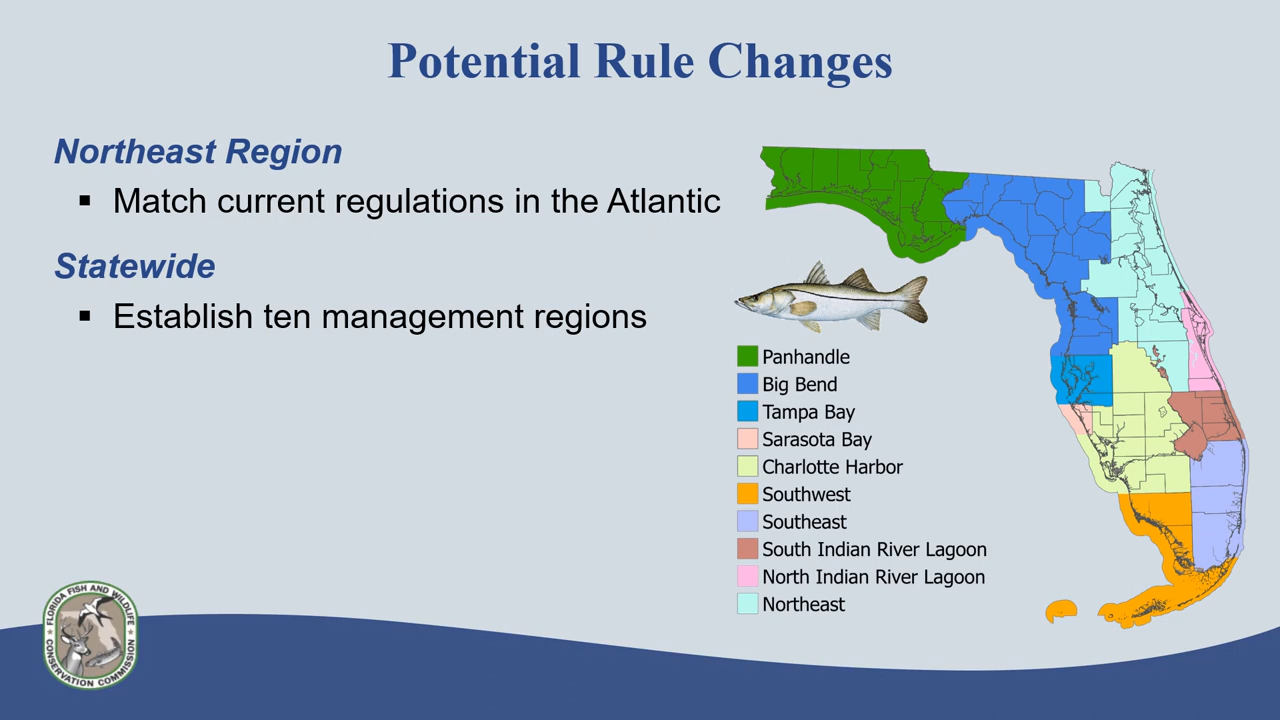 Potential Rule Changes
Northeast Region
▪ Match current regulations in the Atlantic
Statewide
▪ Establish ten management regions
Panhandle
Big Bend
Tampa Bay
Sarasota Bay
Charlotte Harbor
Southwest
Southeast
South Indian River Lagoon
North Indian River Lagoon
Northeast
FLORIDA FISH AND WILDLIFE
CONSERVATION COMMISSION